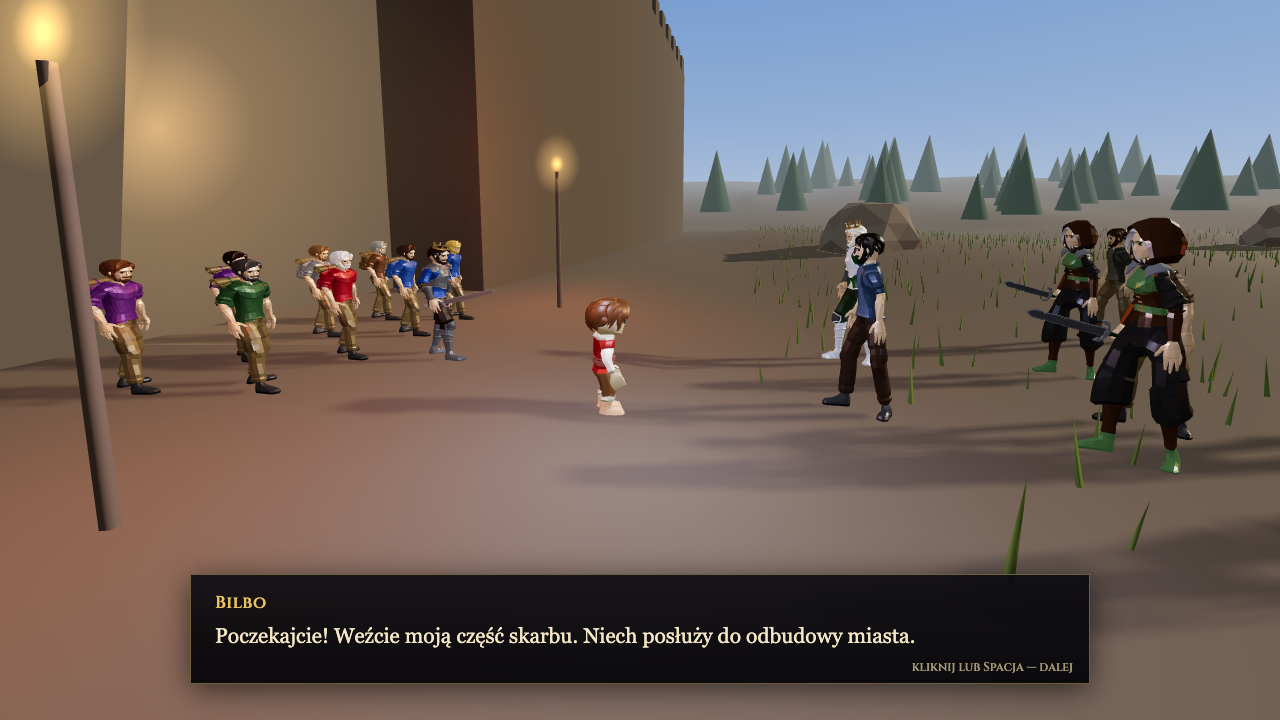 Bilbo
Poczekajcie! Weźcie moją część skarbu. Niech posłuży do odbudowy miasta.
kliknij lub Spacja — dalej